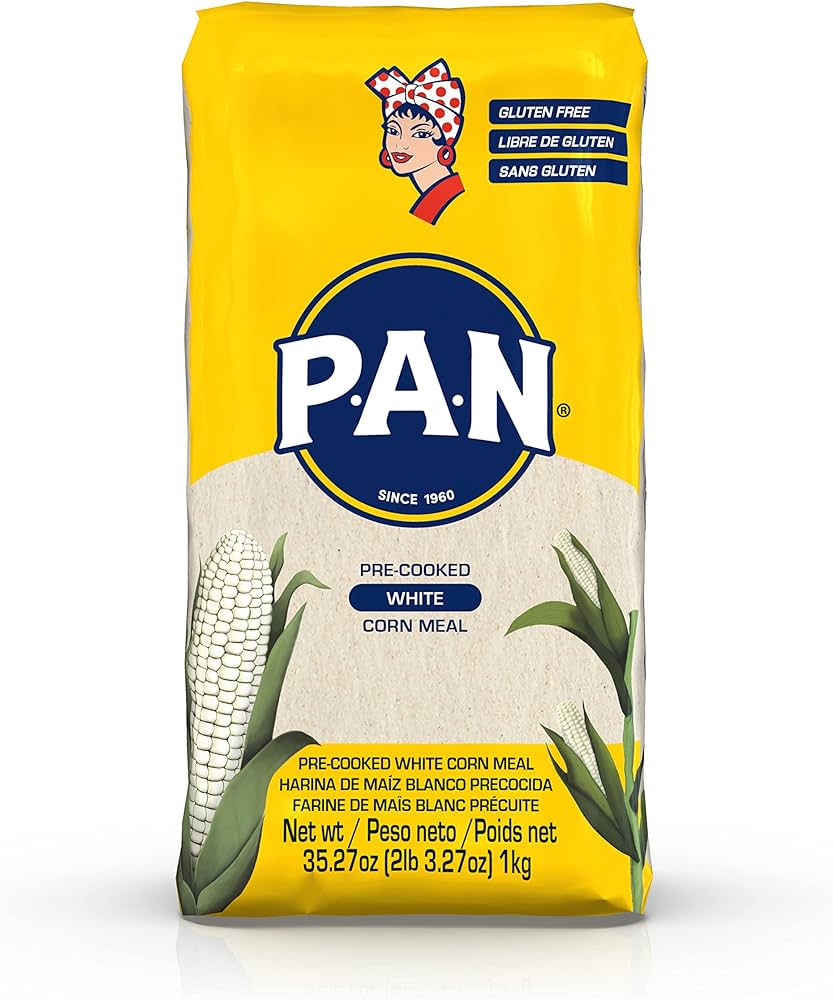 GLUTEN FREE
LIBRE DE GLUTEN
SANS GLUTEN
P.A.N®
SINCE 1960
PRE-COOKED
WHITE
CORN MEAL
PRE-COOKED WHITE CORN MEAL
HARINA DE MAÍZ BLANCO PRECOCIDA
FARINE DE MAÏS BLANC PRÉCUITE
Net wt / Peso neto /Poids net
35.27oz (2lb 3.27oz) 1kg